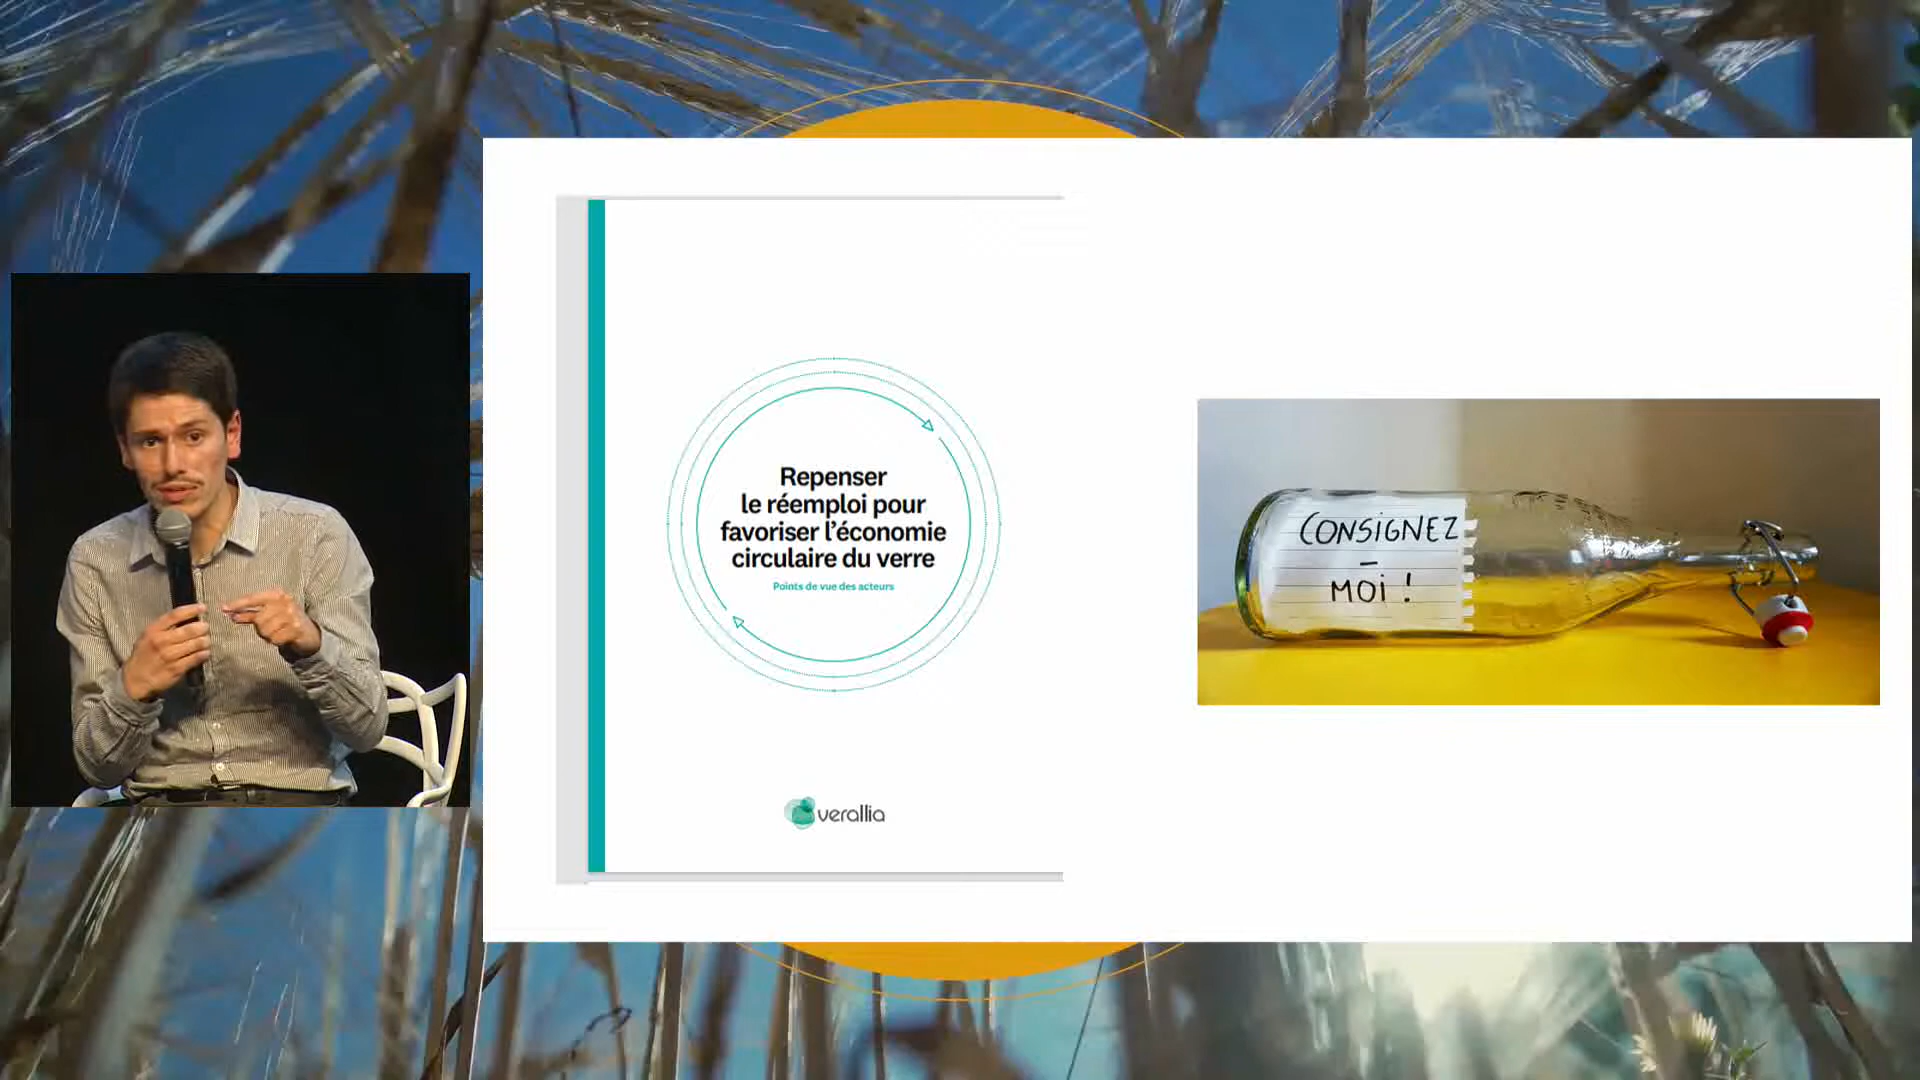 Repenser
le réemploi pour
favoriser l'économie
circulaire du verre
Points de vue des acteurs
verallia
CONSIGNEZ
-
MOi !